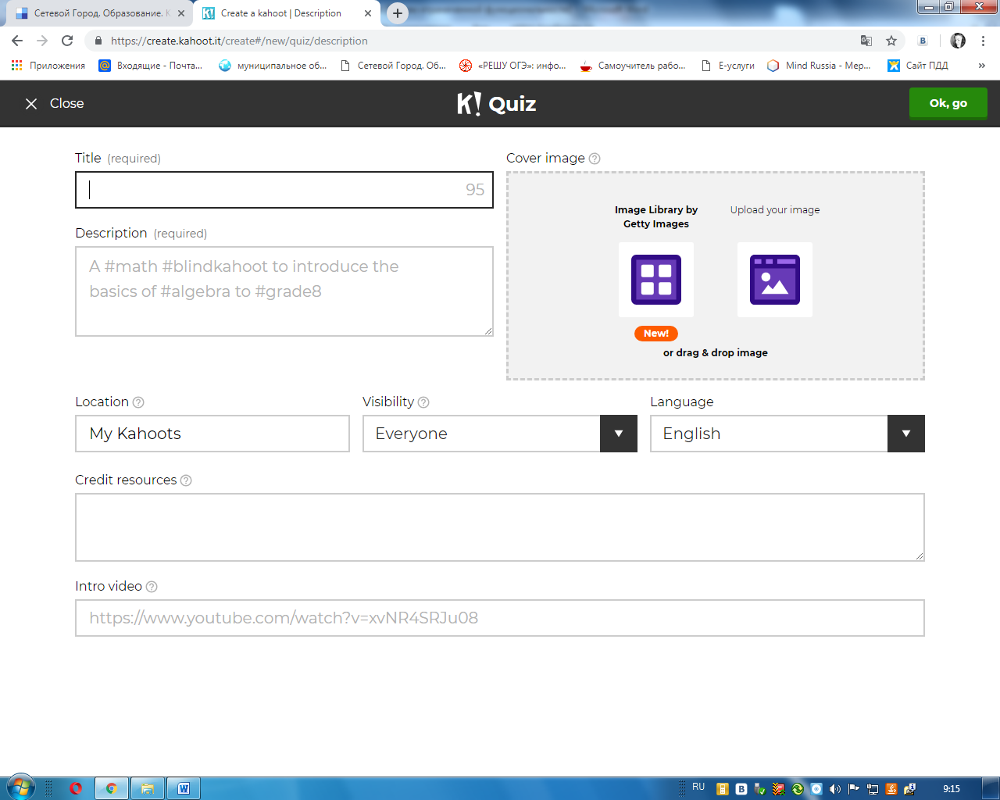 Сетевой Город. Образование.
Create a kahoot | Description
https://create.kahoot.it/create#/new/quiz/description
Приложения
Входящие - Почта...
муниципальное об...
Сетевой Город. Об...
«РЕШУ ОГЭ»: инфо...
Самоучитель рабо...
Е-услуги
Mind Russia - Мер...
Сайт ПДД
»
Close
K! Quiz
Ok, go
Title (required)
95
Description (required)
A #math #blindkahoot to introduce the
basics of #algebra to #grade8
Cover image
Image Library by
Getty Images
Upload your image
New!
or drag & drop image
Location
My Kahoots
Visibility
Everyone
Language
English
Credit resources
Intro video
https://www.youtube.com/watch?v=xvNR4SRJu08
RU
9:15